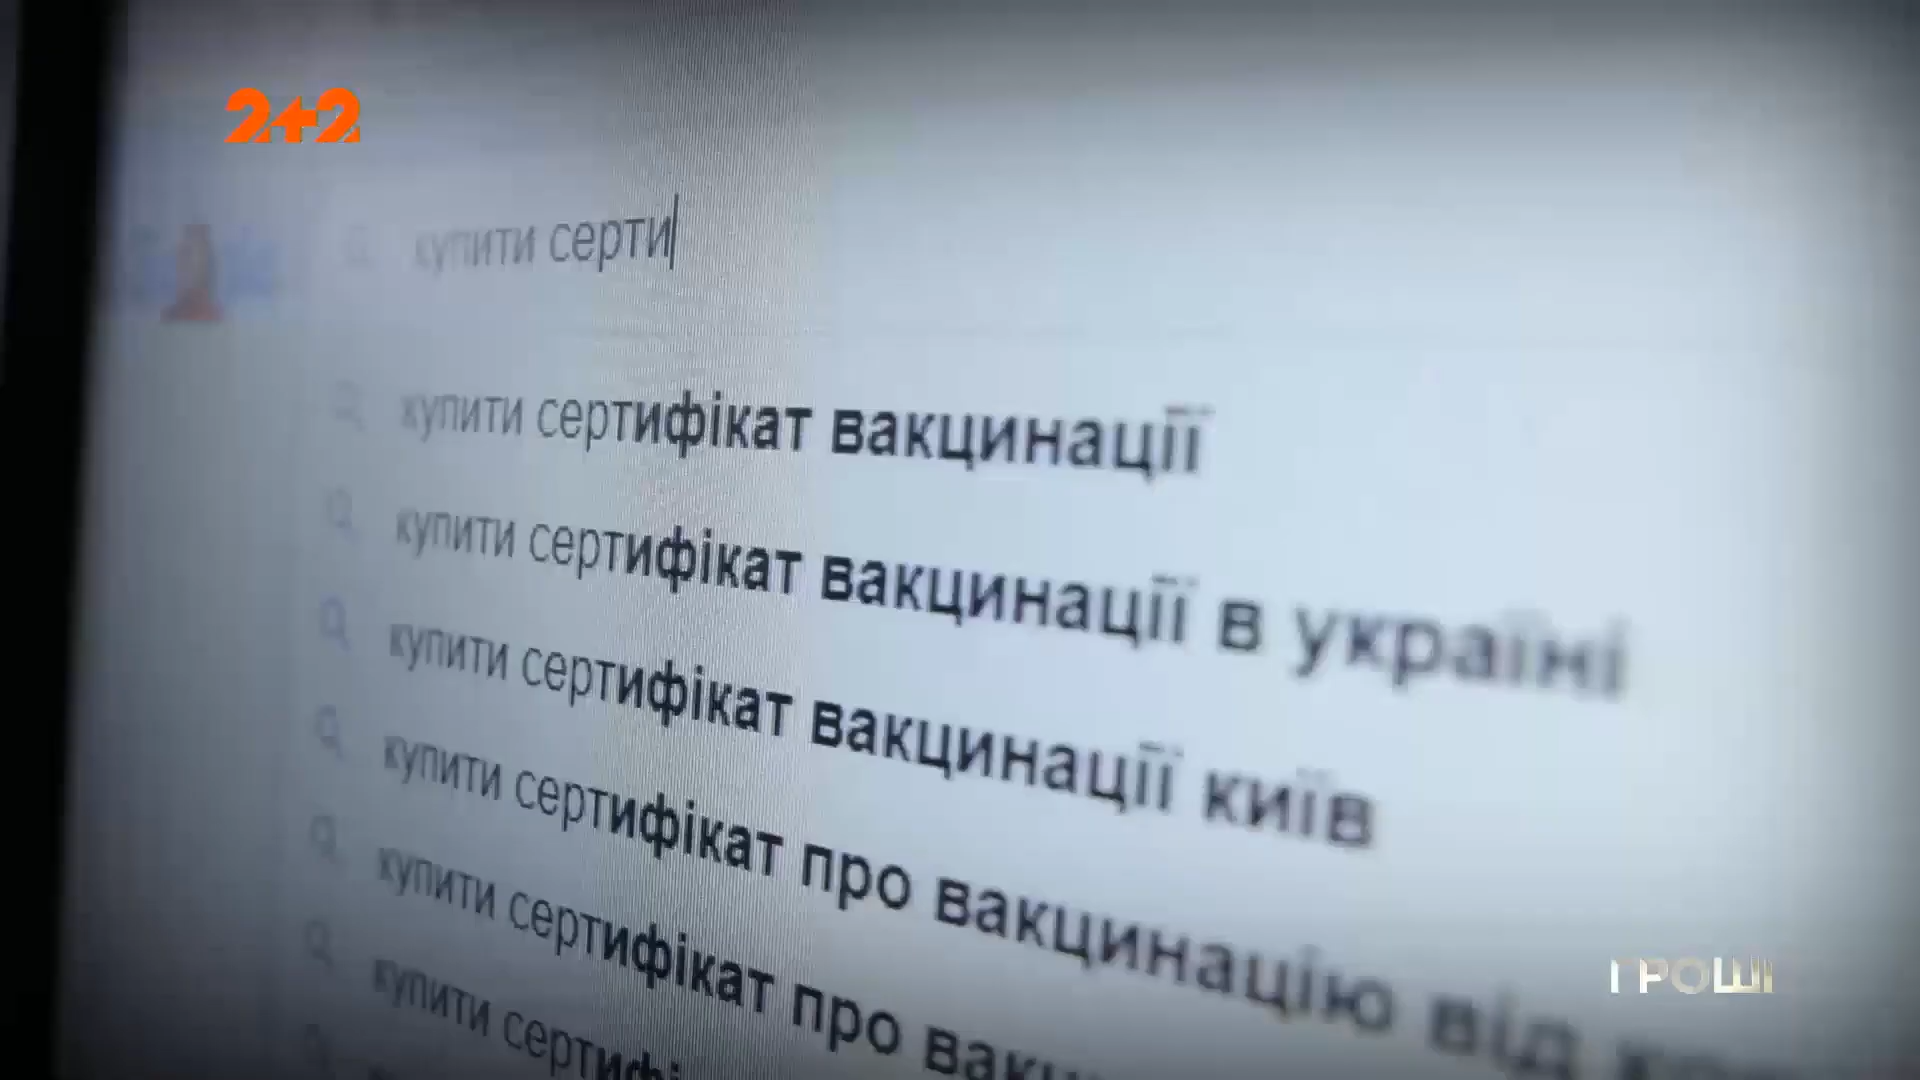 2+2
купити серти
купити сертифікат вакцинації
купити сертифікат вакцинації в україні
купити сертифікат вакцинації київ
купити сертифікат про вакцинацію від
купити сертифікат про
купити
ГРОШІ